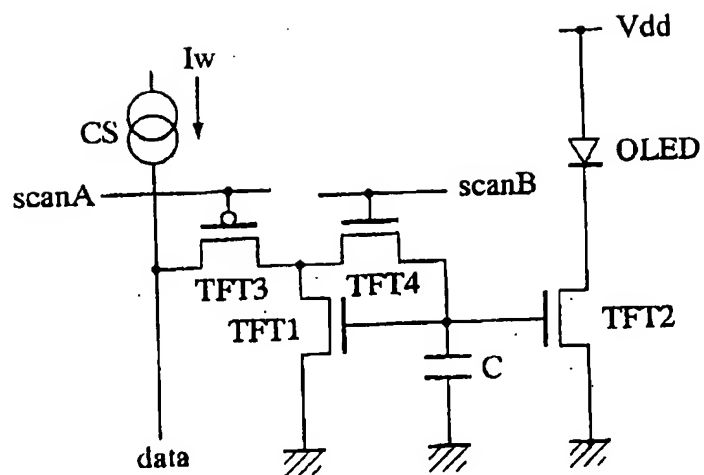 Vdd
Iw
CS
OLED
scanA
scanB
TFT3
TFT4
TFT1
TFT2
C
data